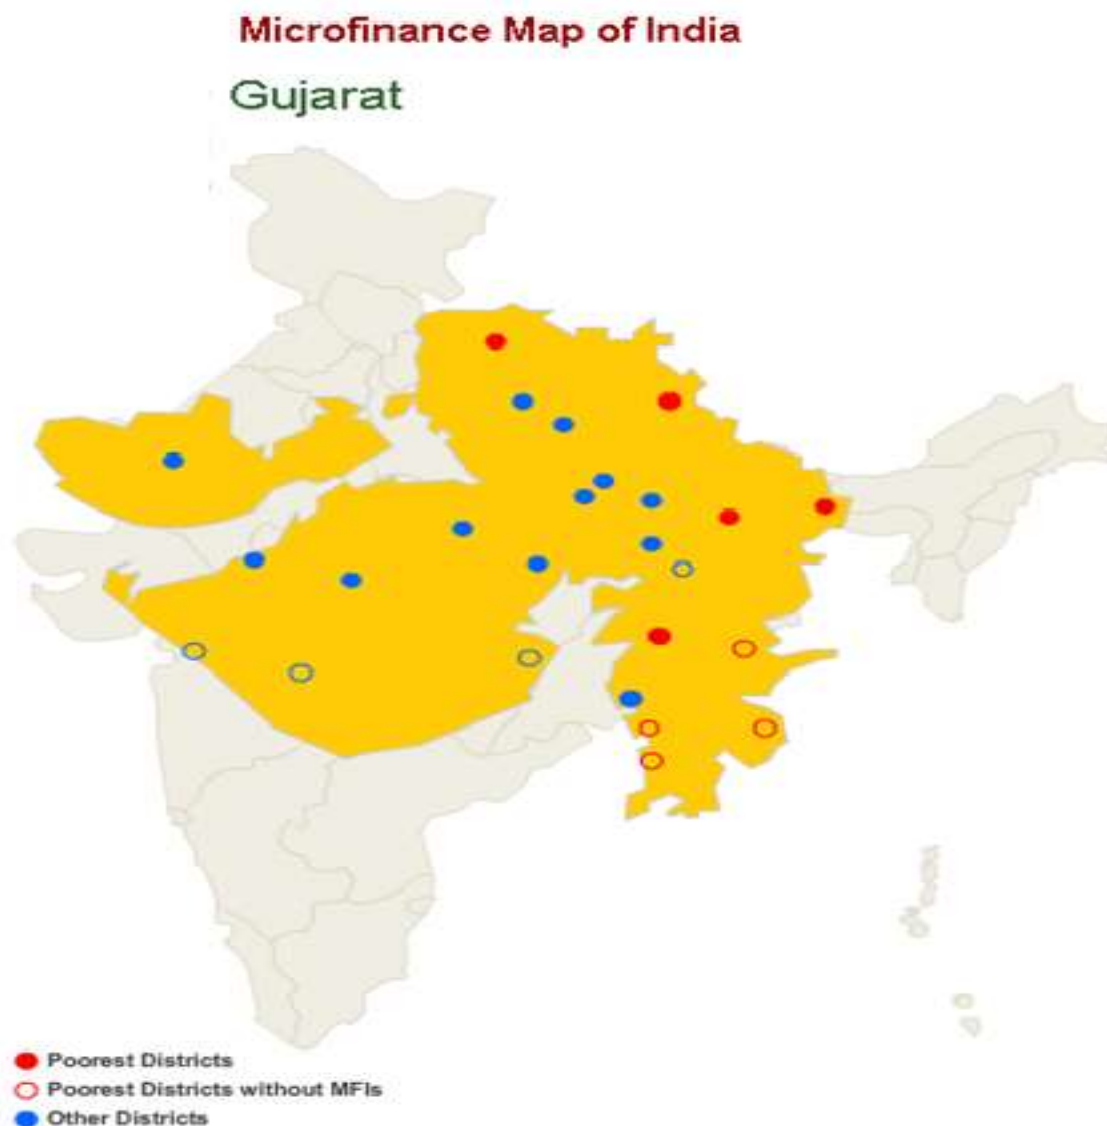 Microfinance Map of India
Gujarat
Poorest Districts
Poorest Districts without MFIs
Other Districts